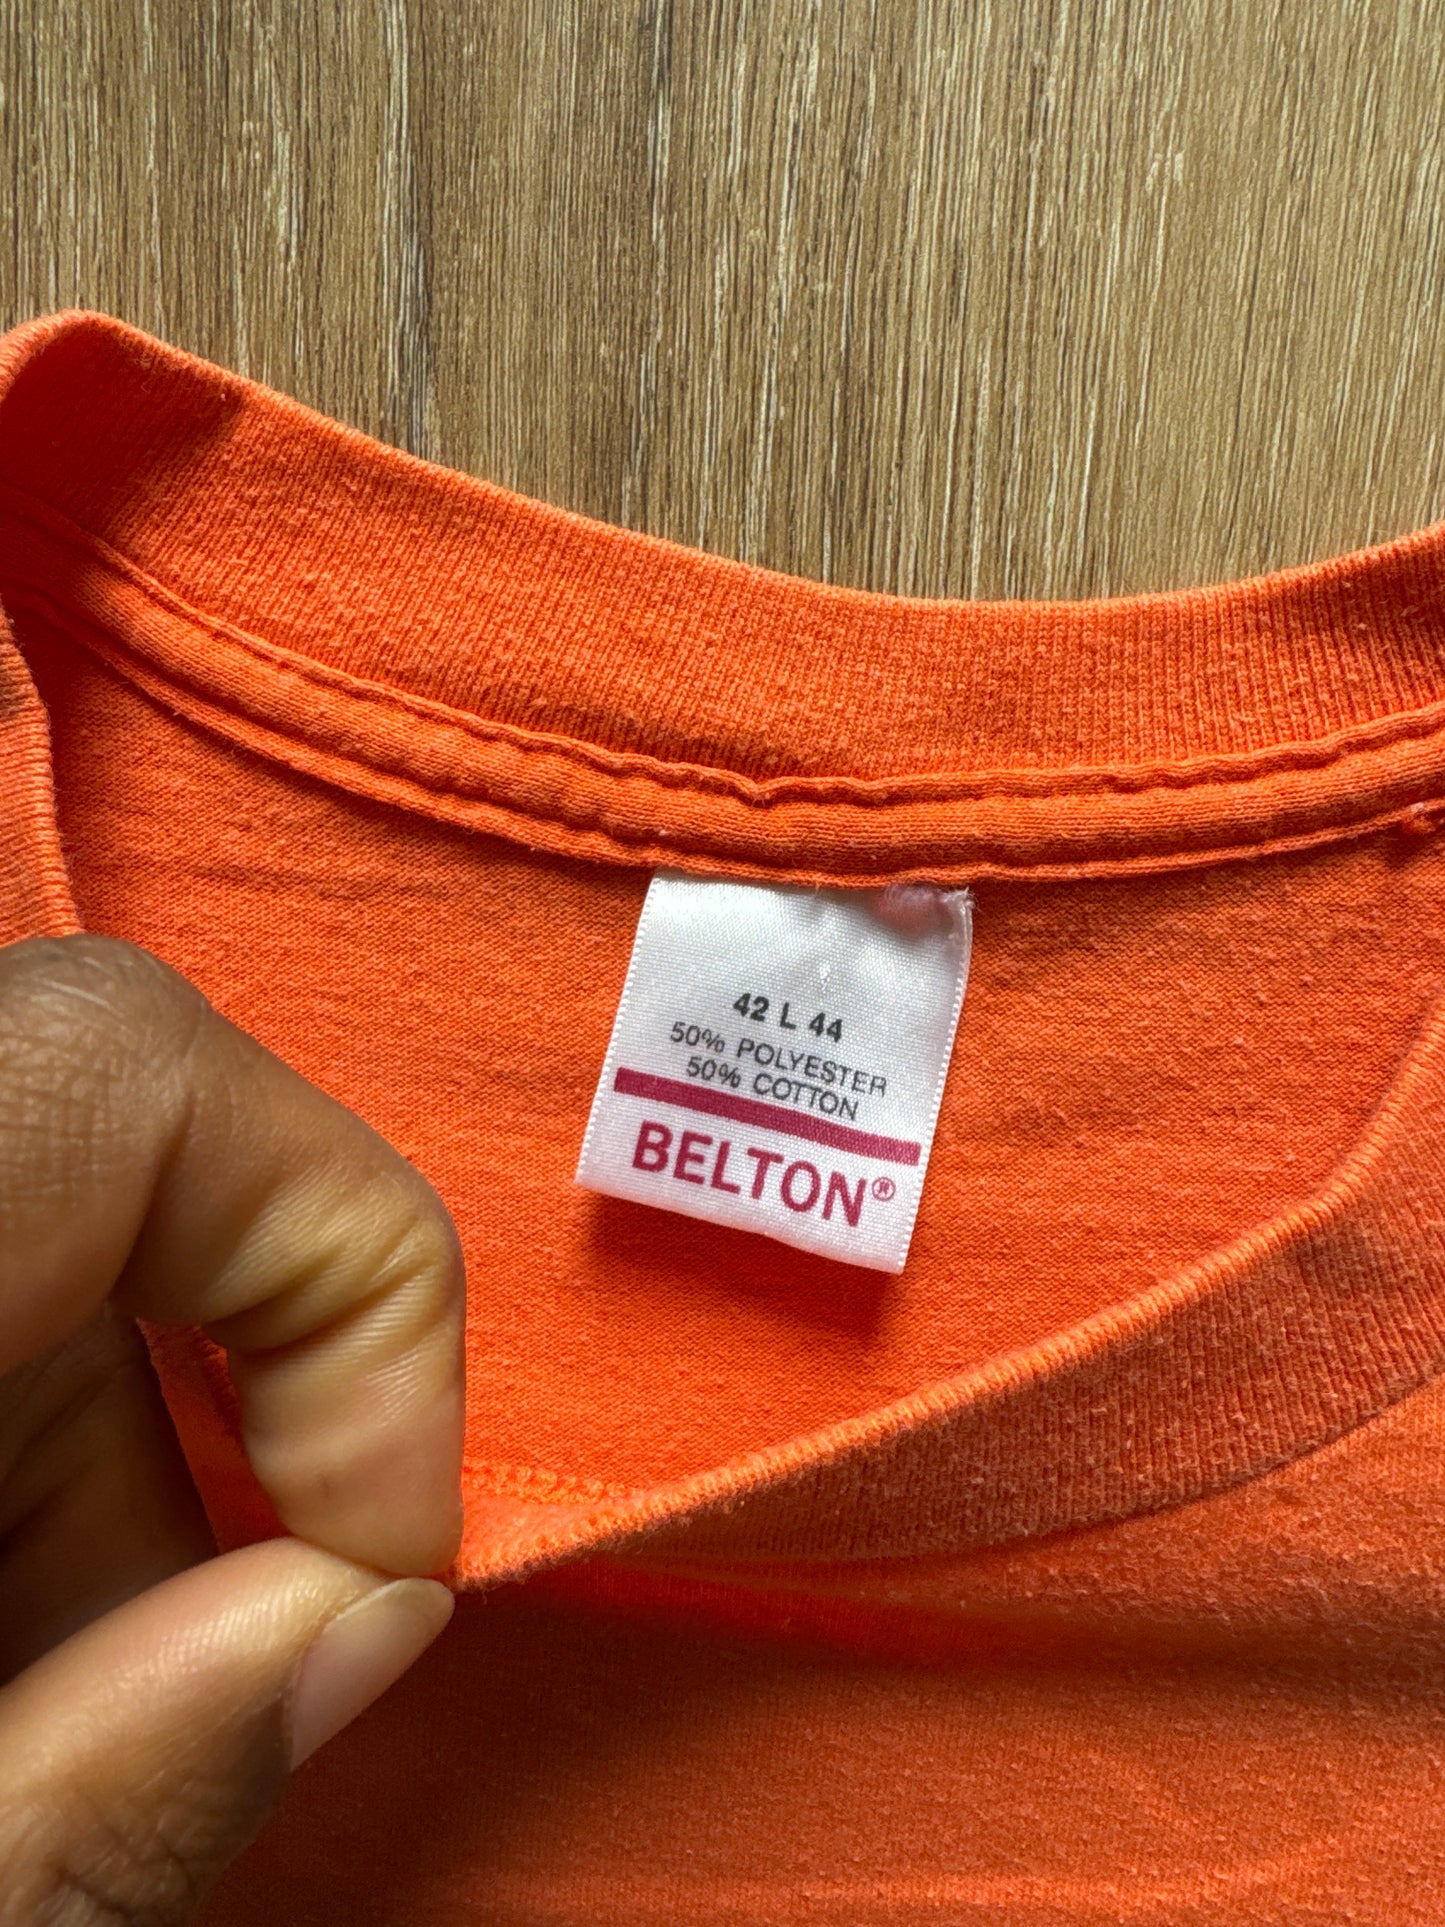 42 L 44
50% POLYESTER
50% COTTON
BELTON®